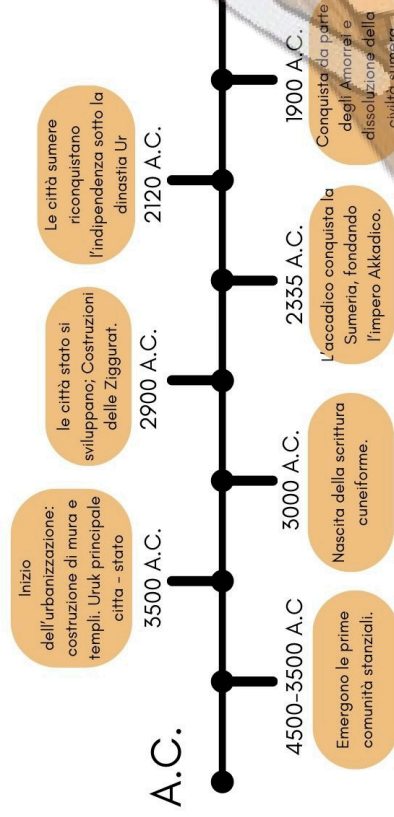 A.C.
4500-3500 A.C
Emergono le prime
comunità stanziali.
Inizio
dell'urbanizzazione:
costruzione di mura e
templi. Uruk principale
citta - stato
3500 A.C.
3000 A.C.
Nascita della scrittura
cuneiforme.
le città stato si
sviluppano; Costruzioni
delle Ziggurat.
2900 A.C.
2335 A.C.
L'accadico conquista la
Sumeria, fondando
l'impero Akkadico.
Le città sumere
riconquistano
l'indipendenza sotto la
dinastia Ur
2120 A.C.
1900 A.C.
Conquista da parte
degli Amorrei e
dissoluzione della
civiltà sumera